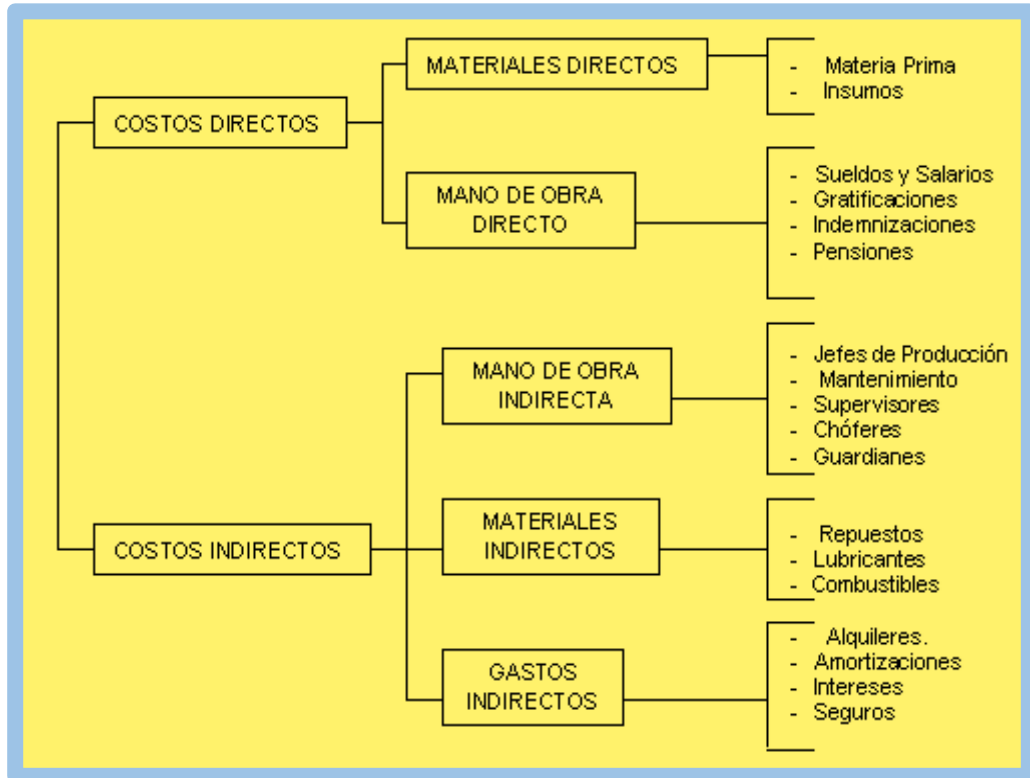 COSTOS DIRECTOS
MATERIALES DIRECTOS
- Materia Prima
- Insumos
MANO DE OBRA
DIRECTO
- Sueldos y Salarios
- Gratificaciones
- Indemnizaciones
- Pensiones
COSTOS INDIRECTOS
MANO DE OBRA
INDIRECTA
- Jefes de Producción
- Mantenimiento
- Supervisores
- Chóferes
- Guardianes
MATERIALES
INDIRECTOS
- Repuestos
- Lubricantes
- Combustibles
GASTOS
INDIRECTOS
- Alquileres.
- Amortizaciones
- Intereses
- Seguros